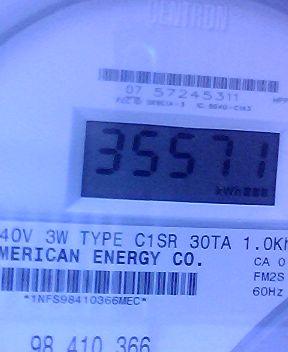 CENTRON
07 57245311
35571
kWh
40V 3W TYPE C1SR 30TA 1.0Kh
MERICAN ENERGY CO. CA 0
FM2S
*1NFS98410366MEC* 60Hz
98 410 366